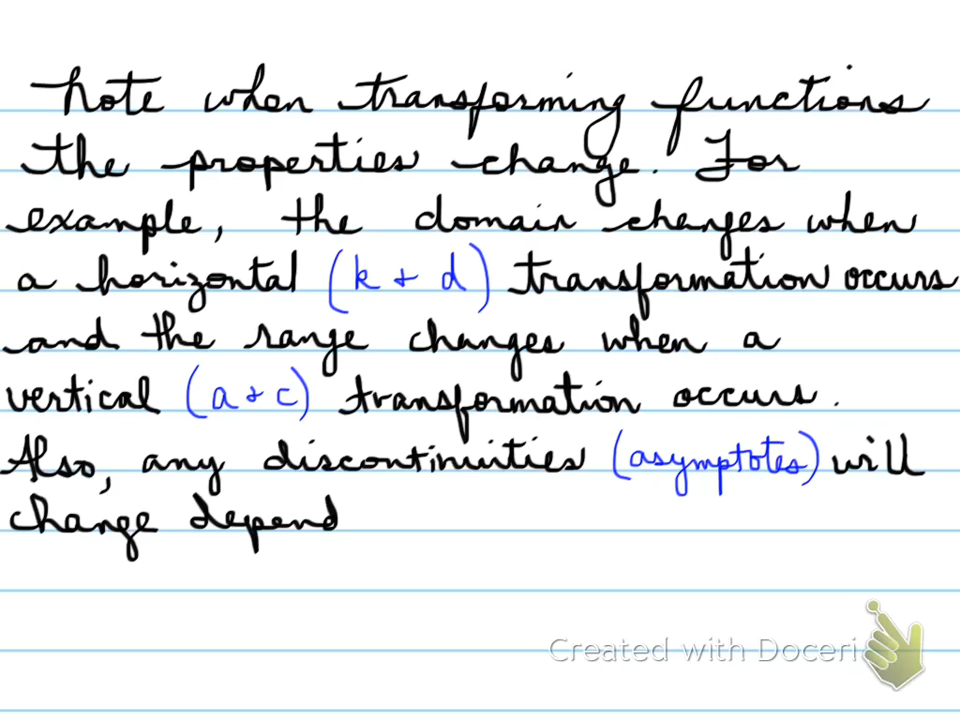 Note when transforming functions
the properties change. For
example, the domain changes when
a horizontal (k + d) transformation occurs
and the range changes when a
vertical (a + c) transformation occurs.
Also, any discontinuities (asymptotes) will
change depend
Created with Doceri